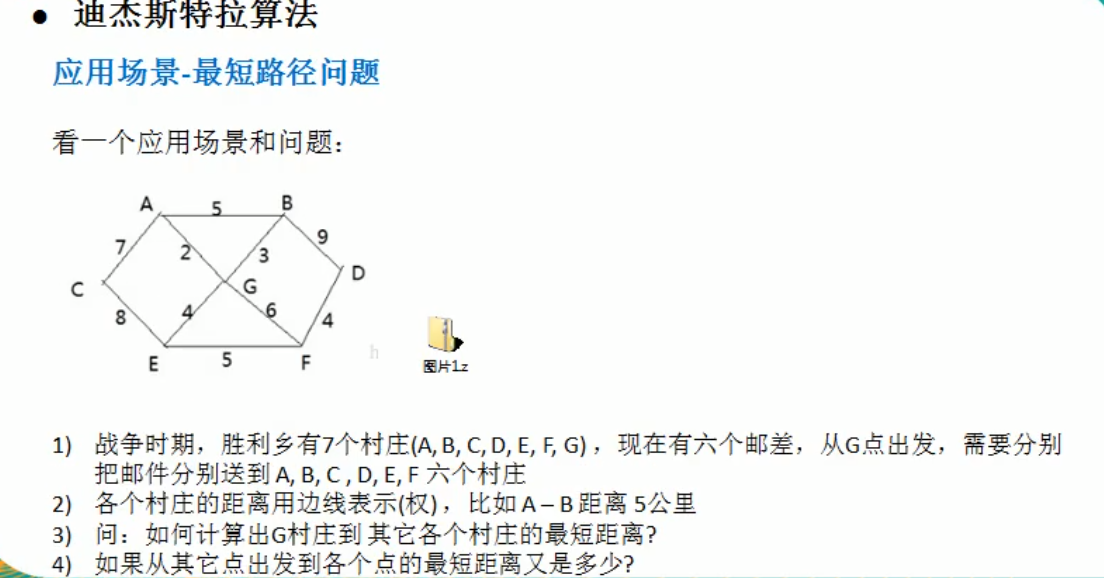 ● 迪杰斯特拉算法
应用场景-最短路径问题
看一个应用场景和问题：
A 5 B
7 2 3 9
C G D
8 4 6 4
E 5 F
h
图片1.z
1) 战争时期，胜利乡有7个村庄(A, B, C, D, E, F, G) ，现在有六个邮差，从G点出发，需要分别
把邮件分别送到 A, B, C , D, E, F 六个村庄
2) 各个村庄的距离用边线表示(权) ，比如 A – B 距离 5公里
3) 问：如何计算出G村庄到 其它各个村庄的最短距离?
4) 如果从其它点出发到各个点的最短距离又是多少?